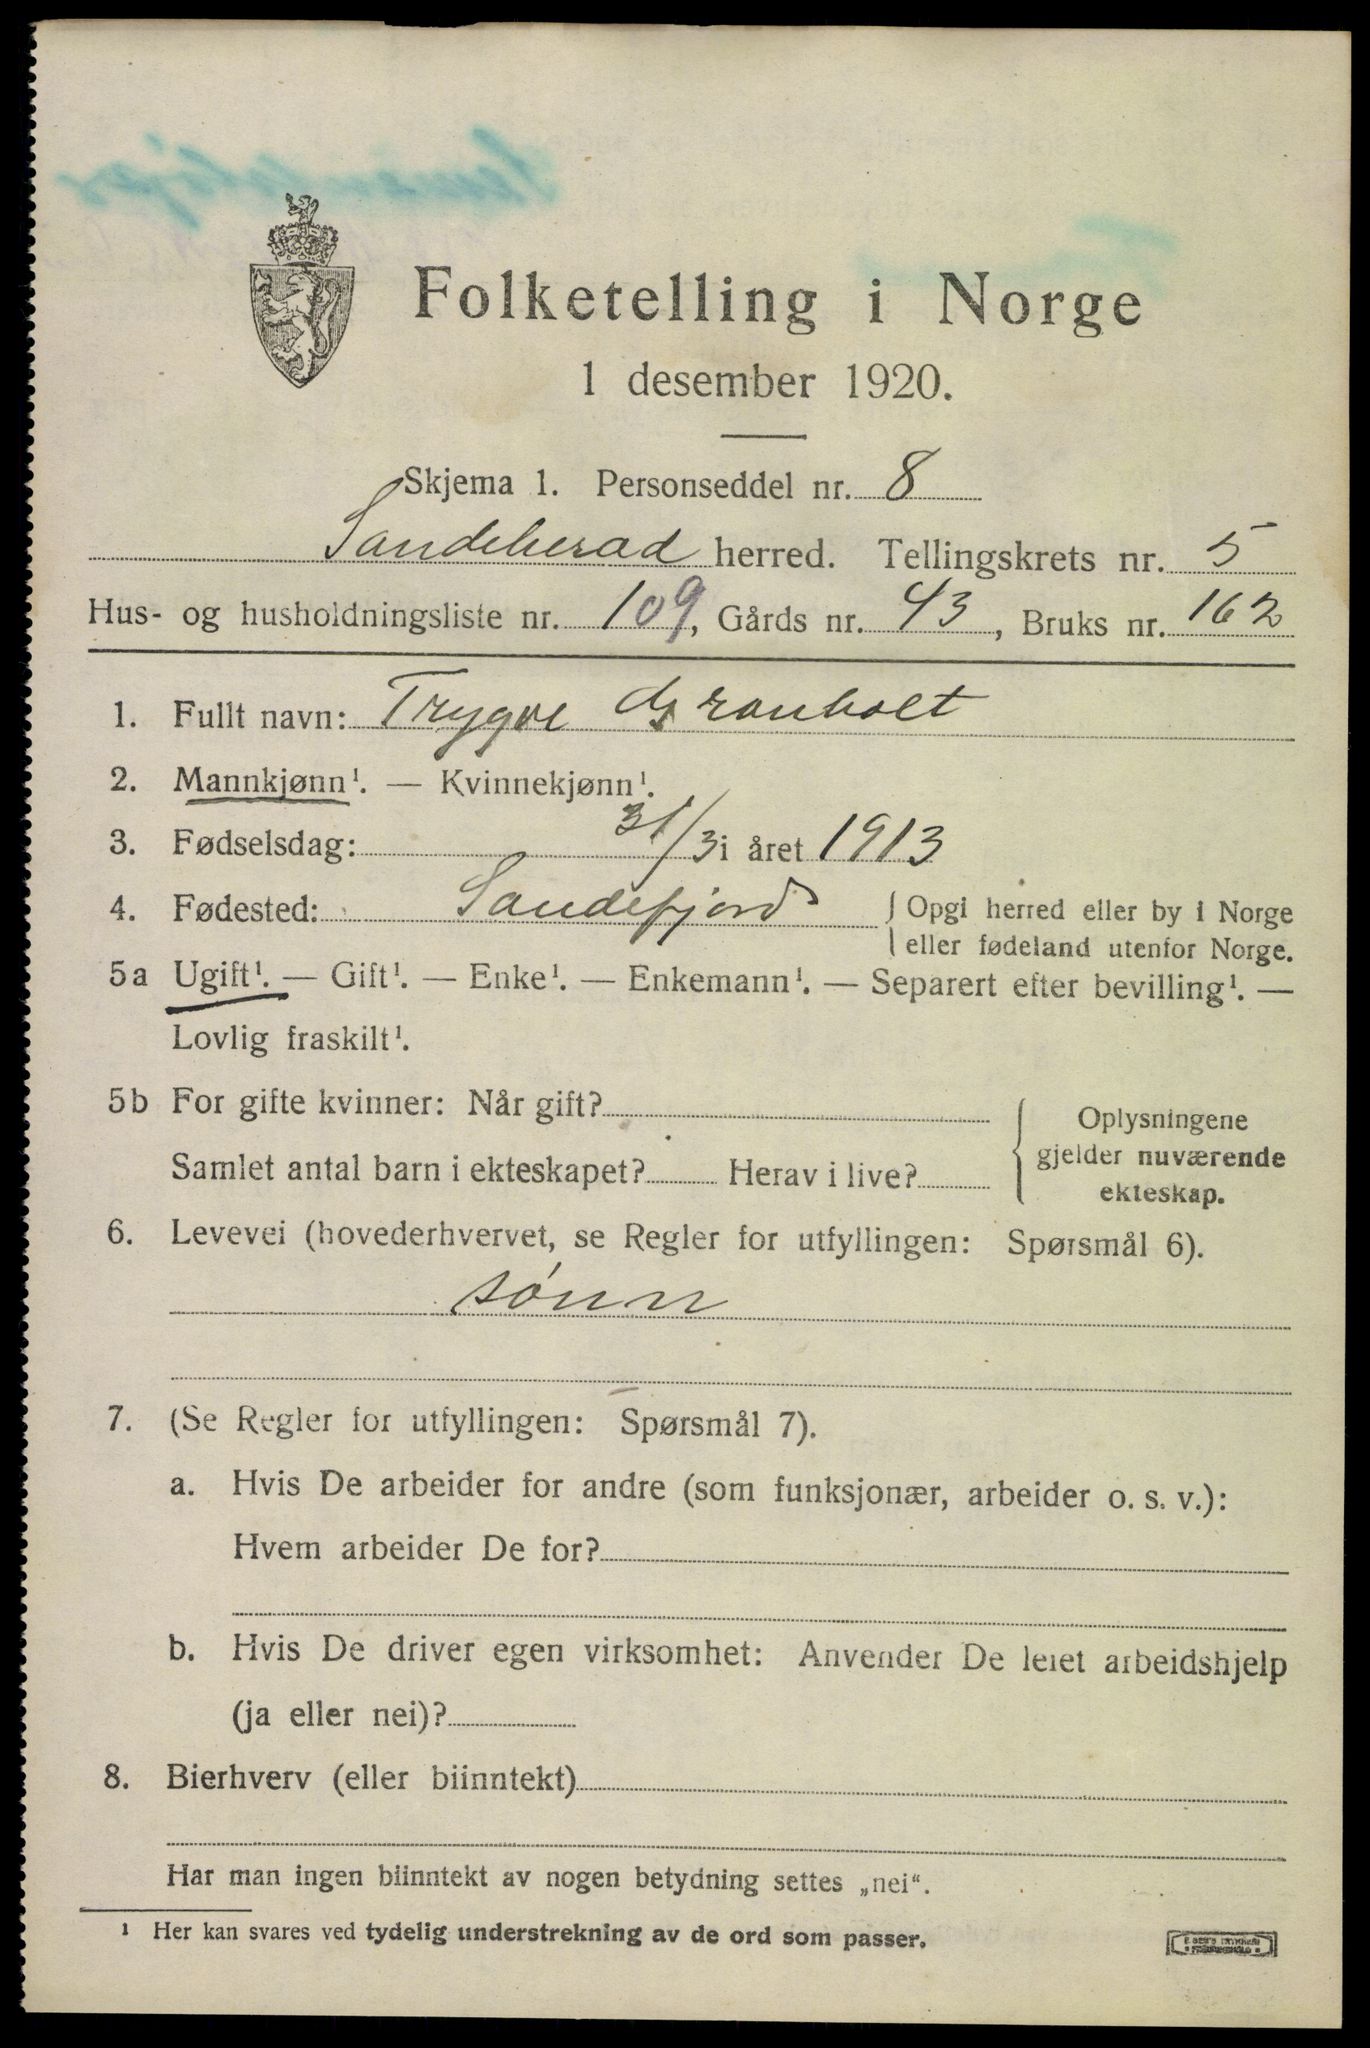 Folketelling i Norge
1 desember 1920.
Skjema 1. Personseddel nr. 8
Sandeherad herred. Tellingskrets nr. 5
Hus- og husholdningsliste nr. 109, Gårds nr. 43, Bruks nr. 162
1. Fullt navn: Trygve Granholt
2. Mannkjønn¹. — Kvinnekjønn¹.
3. Fødselsdag: 31/3 i året 1913
4. Fødested: Sandefjord { Opgi herred eller by i Norge
eller fødeland utenfor Norge.
5a Ugift¹. — Gift¹. — Enke¹. — Enkemann¹. — Separert efter bevilling¹. —
Lovlig fraskilt¹.
5b For gifte kvinner: Når gift?
Samlet antal barn i ekteskapet? Herav i live?
Oplysningene
gjelder nuværende
ekteskap.
6. Levevei (hovederhvervet, se Regler for utfyllingen: Spørsmål 6).
sønn
7. (Se Regler for utfyllingen: Spørsmål 7).
a. Hvis De arbeider for andre (som funksjonær, arbeider o. s. v.):
Hvem arbeider De for?
b. Hvis De driver egen virksomhet: Anvender De leiet arbeidshjelp
(ja eller nei)?
8. Bierhverv (eller biinntekt)
Har man ingen biinntekt av nogen betydning settes „nei“.
¹ Her kan svares ved tydelig understrekning av de ord som passer.